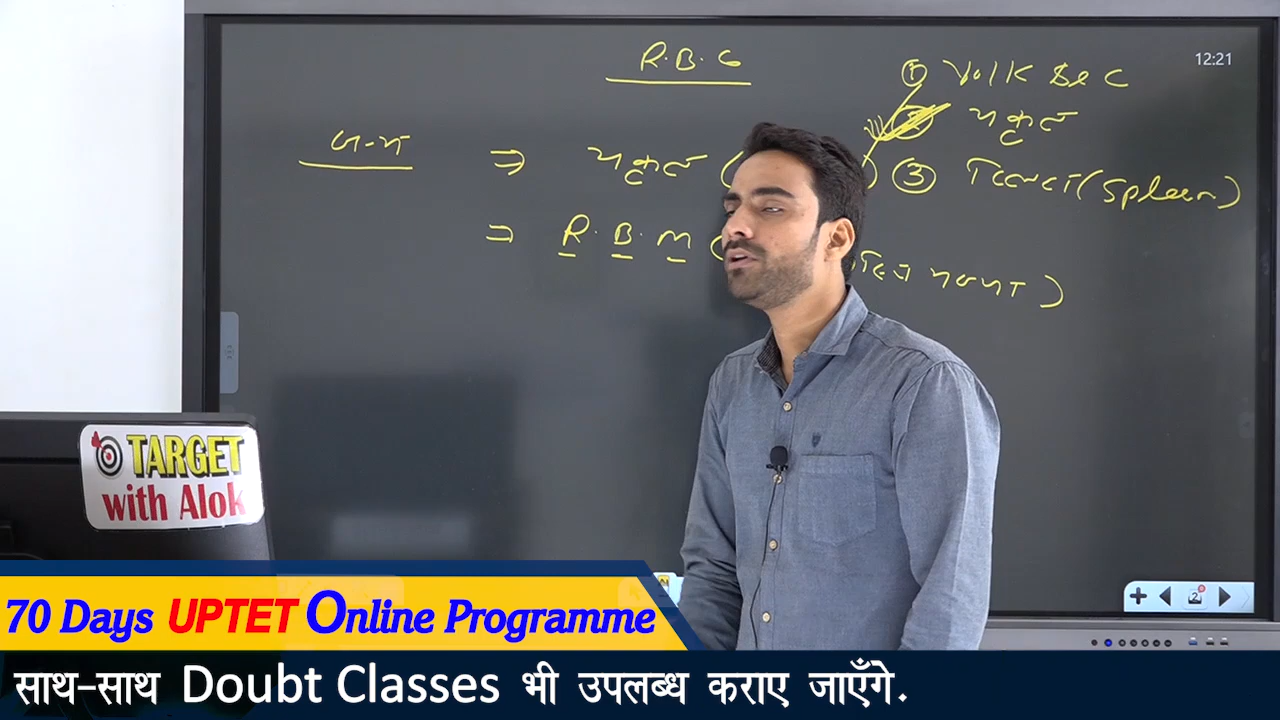 R.B.C
12:21
① Yolk Sac
② यकृत
जन्म ⇒ यकृत (
) ③ तिल्ली (Spleen)
⇒ R.B.M (
TARGET
with Alok
70 Days UPTET Online Programme
साथ-साथ Doubt Classes भी उपलब्ध कराए जाएँगे.